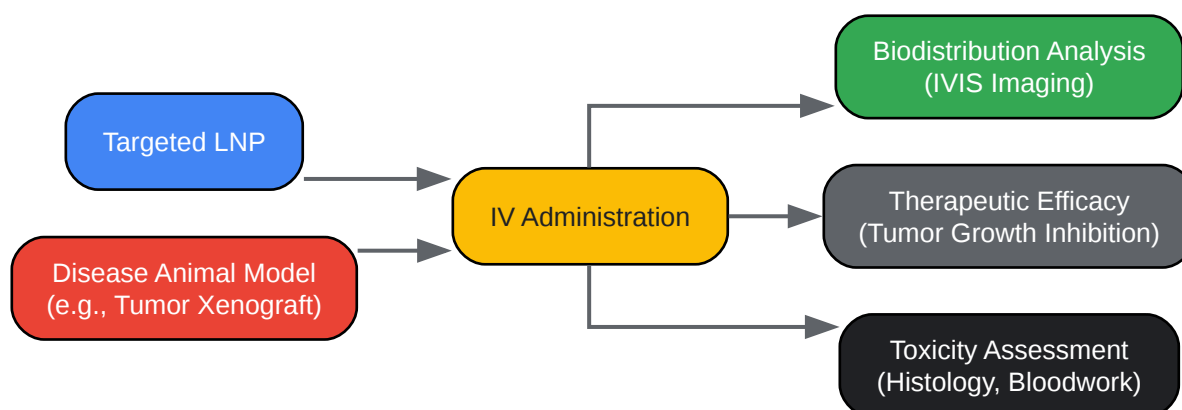 Targeted LNP
Disease Animal Model
(e.g., Tumor Xenograft)
IV Administration
Biodistribution Analysis
(IVIS Imaging)
Therapeutic Efficacy
(Tumor Growth Inhibition)
Toxicity Assessment
(Histology, Bloodwork)